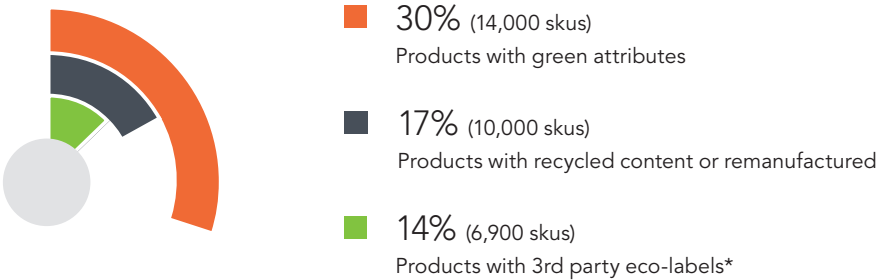 30% (14,000 skus)
Products with green attributes
17% (10,000 skus)
Products with recycled content or remanufactured
14% (6,900 skus)
Products with 3rd party eco-labels*